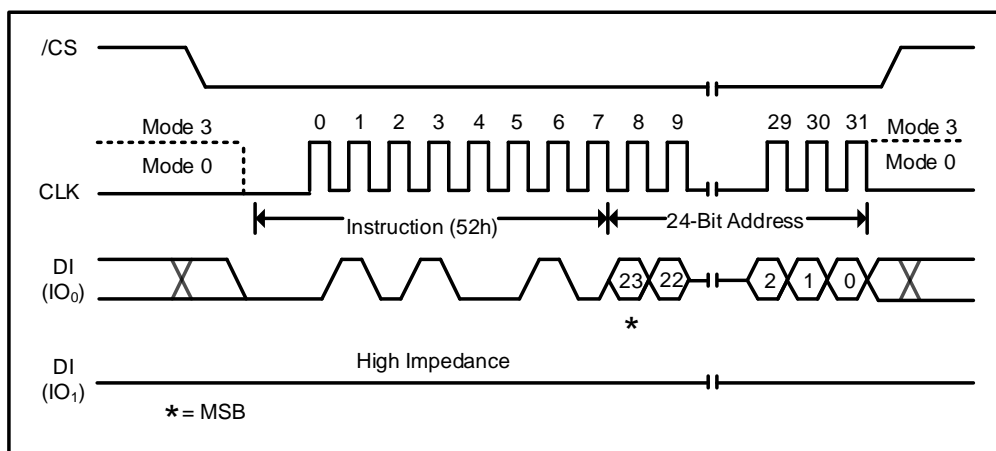 /CS
0 1 2 3 4 5 6 7 8 9 29 30 31
Mode 3 Mode 3
Mode 0 Mode 0
CLK
Instruction (52h) 24-Bit Address
DI
(IO₀)
23 22 2 1 0
*
High Impedance
DI
(IO₁)
* = MSB